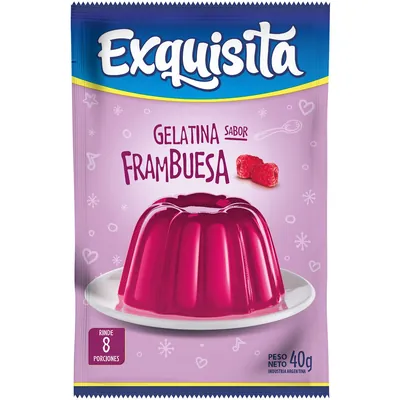 Exquisita
GELATINA SABOR
FRAMBUESA
RINDE
8
PORCIONES
PESO
NETO 40g
INDUSTRIA ARGENTINA